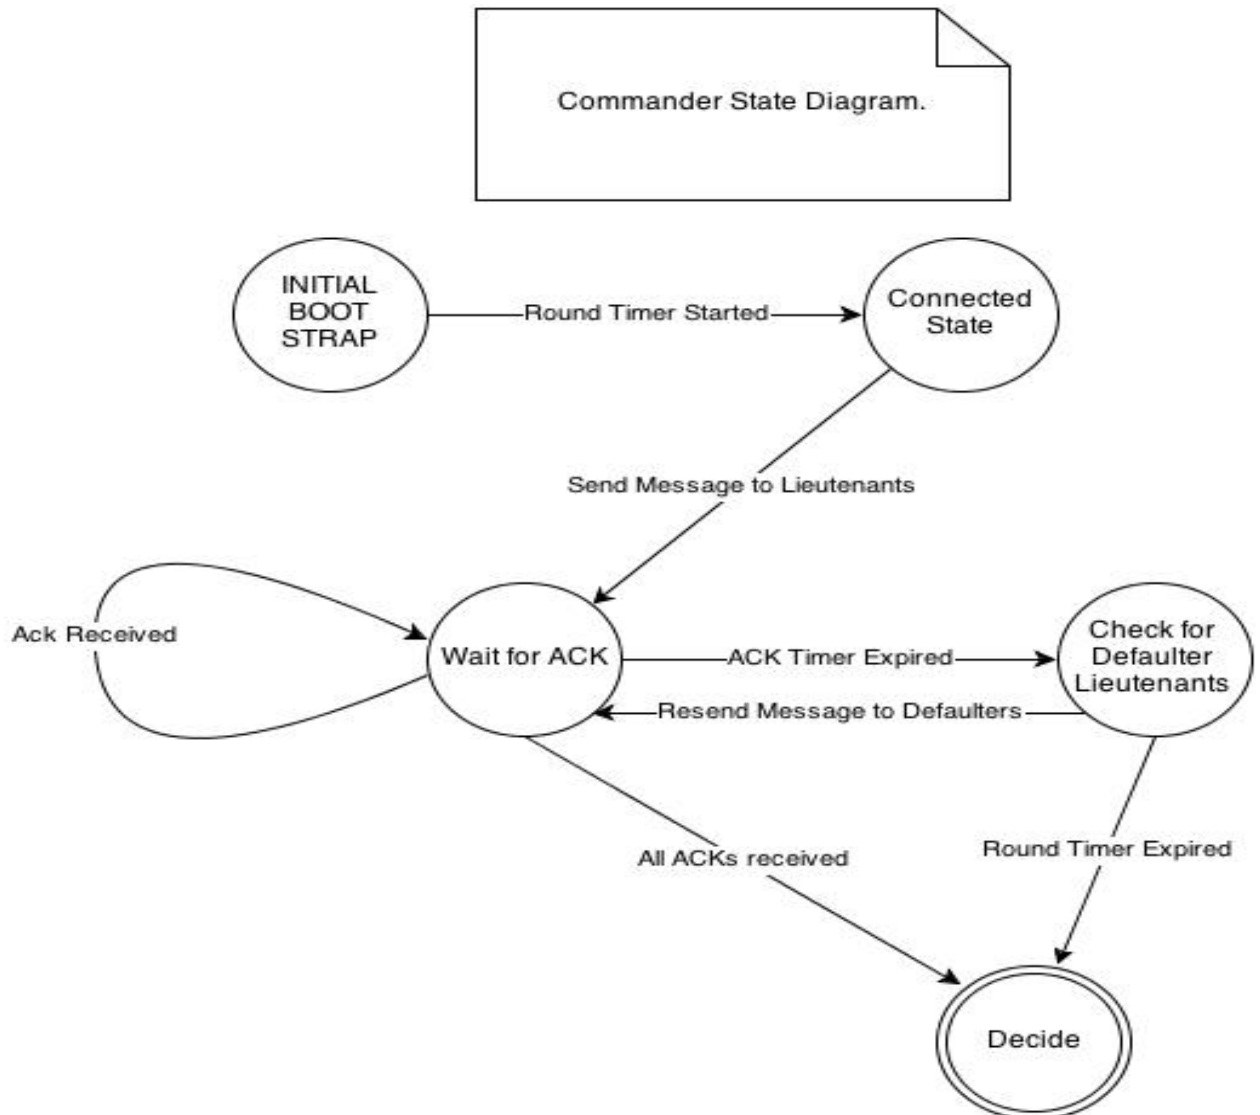 Commander State Diagram.
INITIAL
BOOT
STRAP
Round Timer Started
Connected
State
Send Message to Lieutenants
Ack Received
Wait for ACK
ACK Timer Expired
Check for
Defaulter
Lieutenants
Resend Message to Defaulters
All ACKs received
Round Timer Expired
Decide